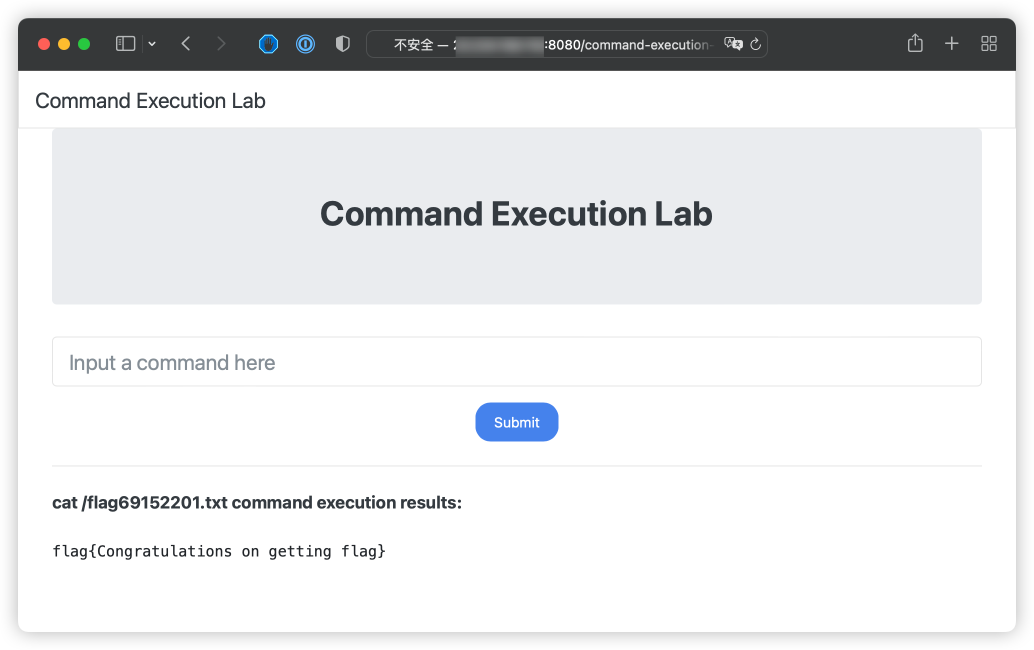 不安全 — :8080/command-execution-
Command Execution Lab
Command Execution Lab
Input a command here
Submit
cat /flag69152201.txt command execution results:
flag{Congratulations on getting flag}